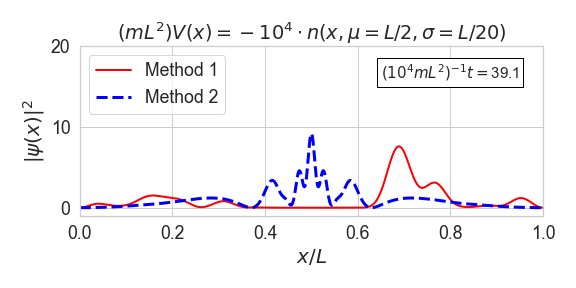 (mL²)V(x) = −10⁴ · n(x, μ = L/2, σ = L/20)
20
10
0
|ψ(x)|²
Method 1
Method 2
(10⁴mL²)⁻¹t = 39.1
0.0 0.2 0.4 0.6 0.8 1.0
x/L